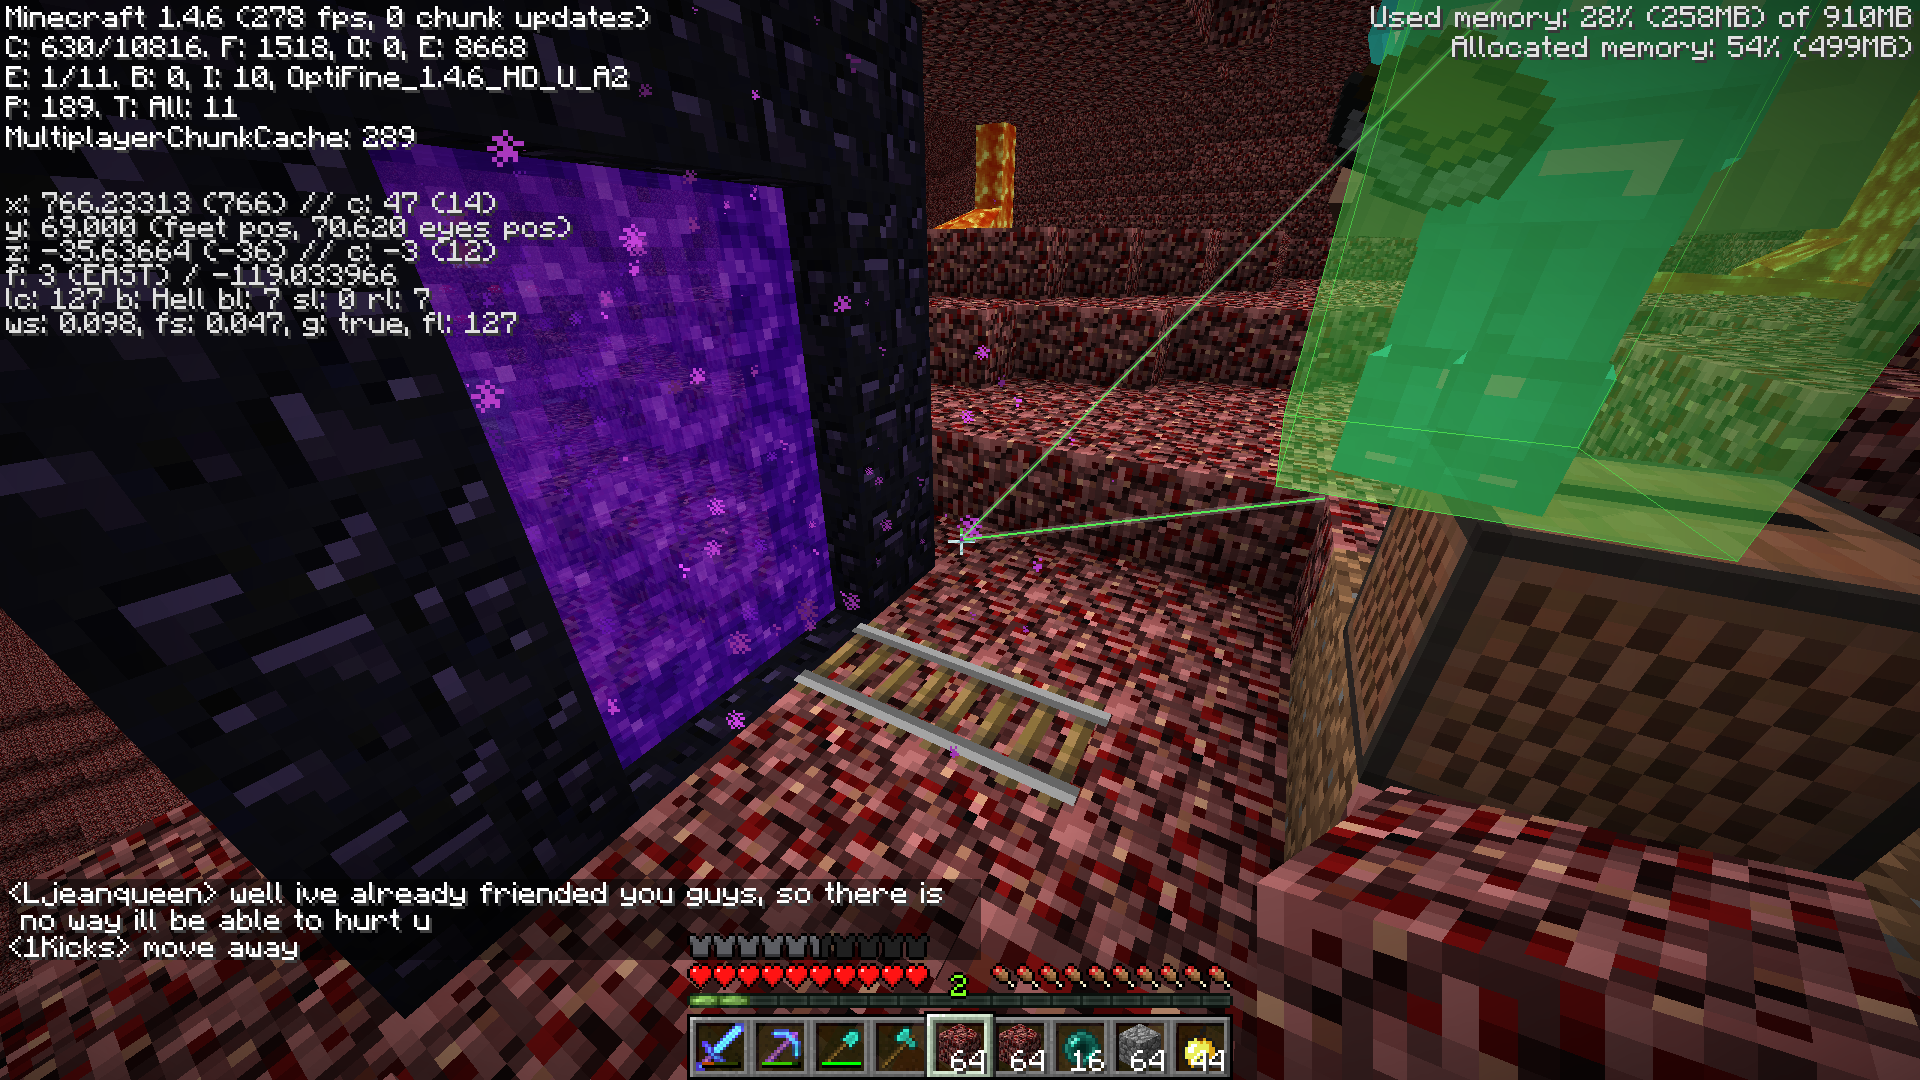 Minecraft 1.4.6 (278 fps, 0 chunk updates)
C: 630/10816. F: 1518, O: 0, E: 8668
E: 1/11. B: 0, I: 10, OptiFine_1.4.6_HD_U_A2
P: 189. T: All: 11
MultiplayerChunkCache: 289
x: 766.23313 (766) // c: 47 (14)
y: 69.000 (feet pos, 70.620 eyes pos)
z: -35.63664 (-36) // c: -3 (12)
f: 3 (EAST) / -119.033966
lc: 127 b: Hell bl: 7 sl: 0 rl: 7
ws: 0.098, fs: 0.047, g: true, fl: 127
Used memory: 28% (258MB) of 910MB
Allocated memory: 54% (499MB)
<Ljeanqueen> well ive already friended you guys, so there is
no way ill be able to hurt u
<1Kicks> move away
2
64 64 16 64 44